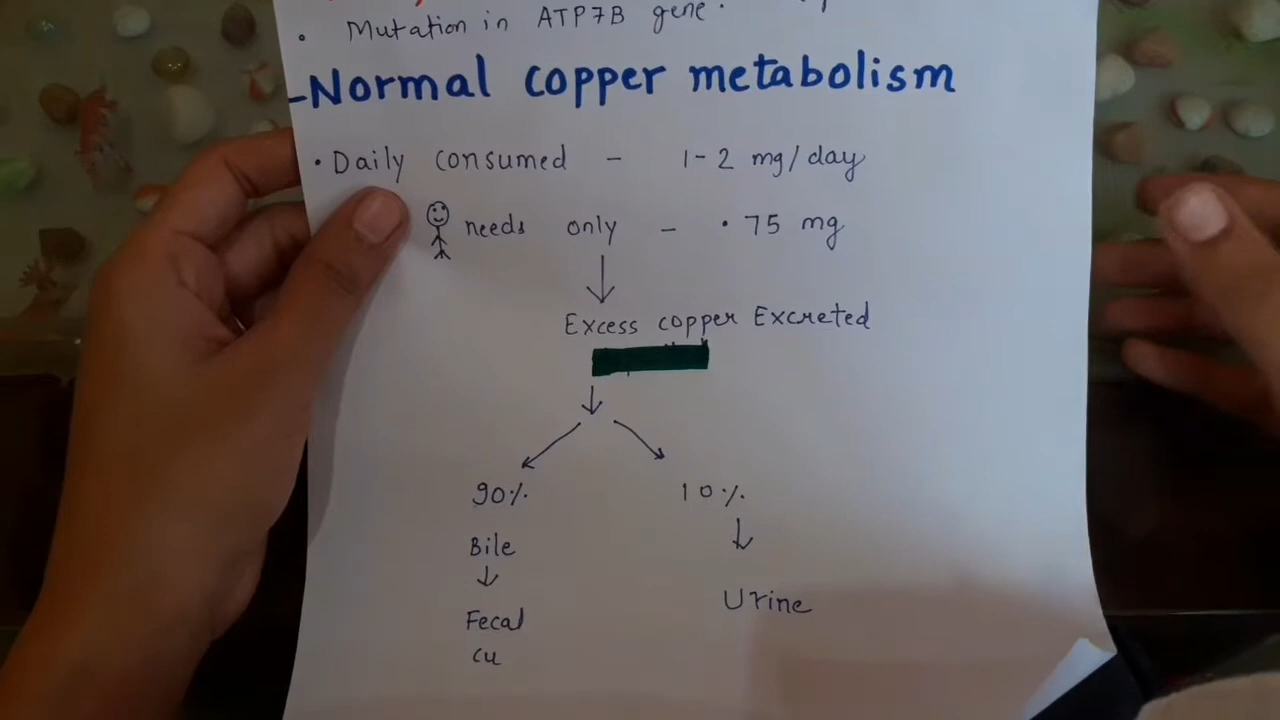 • Mutation in ATP7B gene.
-Normal copper metabolism
• Daily consumed - 1-2 mg/day
needs only - .75 mg
Excess copper Excreted
90% 10%
Bile
Urine
Fecal
cu